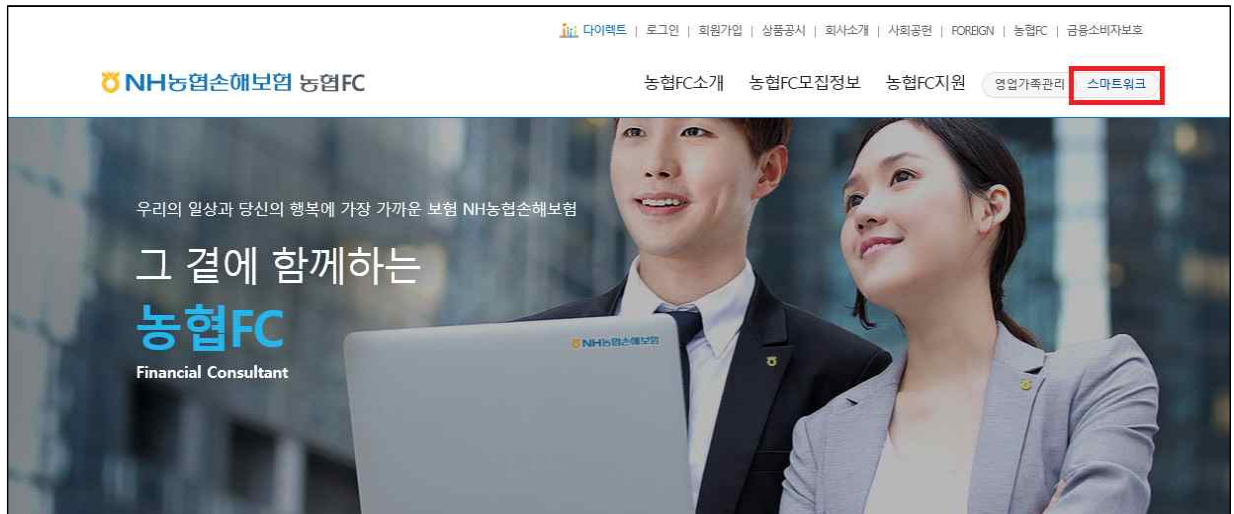 다이렉트 | 로그인 | 회원가입 | 상품공시 | 회사소개 | 사회공헌 | FOREIGN | 농협FC | 금융소비자보호
NH농협손해보험 농협FC
농협FC소개 농협FC모집정보 농협FC지원 영업가족관리 스마트워크
우리의 일상과 당신의 행복에 가장 가까운 보험 NH농협손해보험
그 곁에 함께하는
농협FC
Financial Consultant
NH농협손해보험